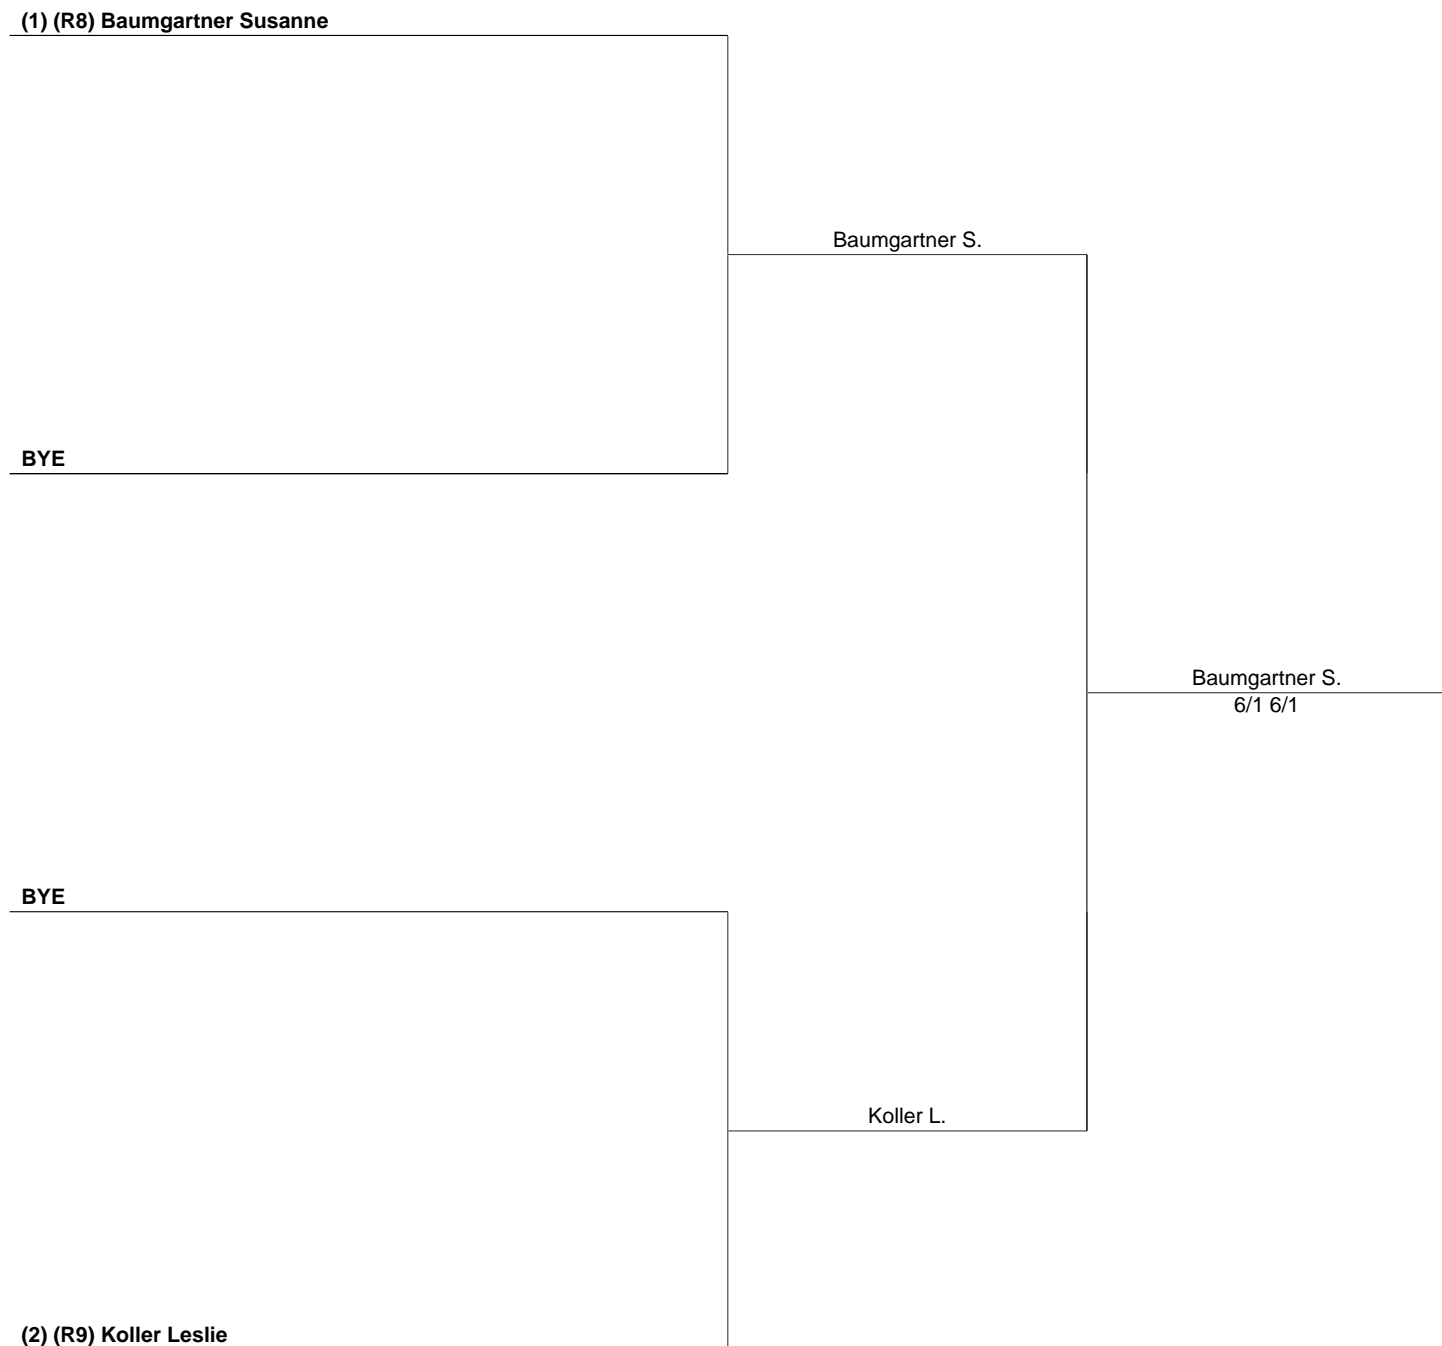 (1) (R8) Baumgartner Susanne
Baumgartner S.
BYE
Baumgartner S.
6/1 6/1
BYE
Koller L.
(2) (R9) Koller Leslie